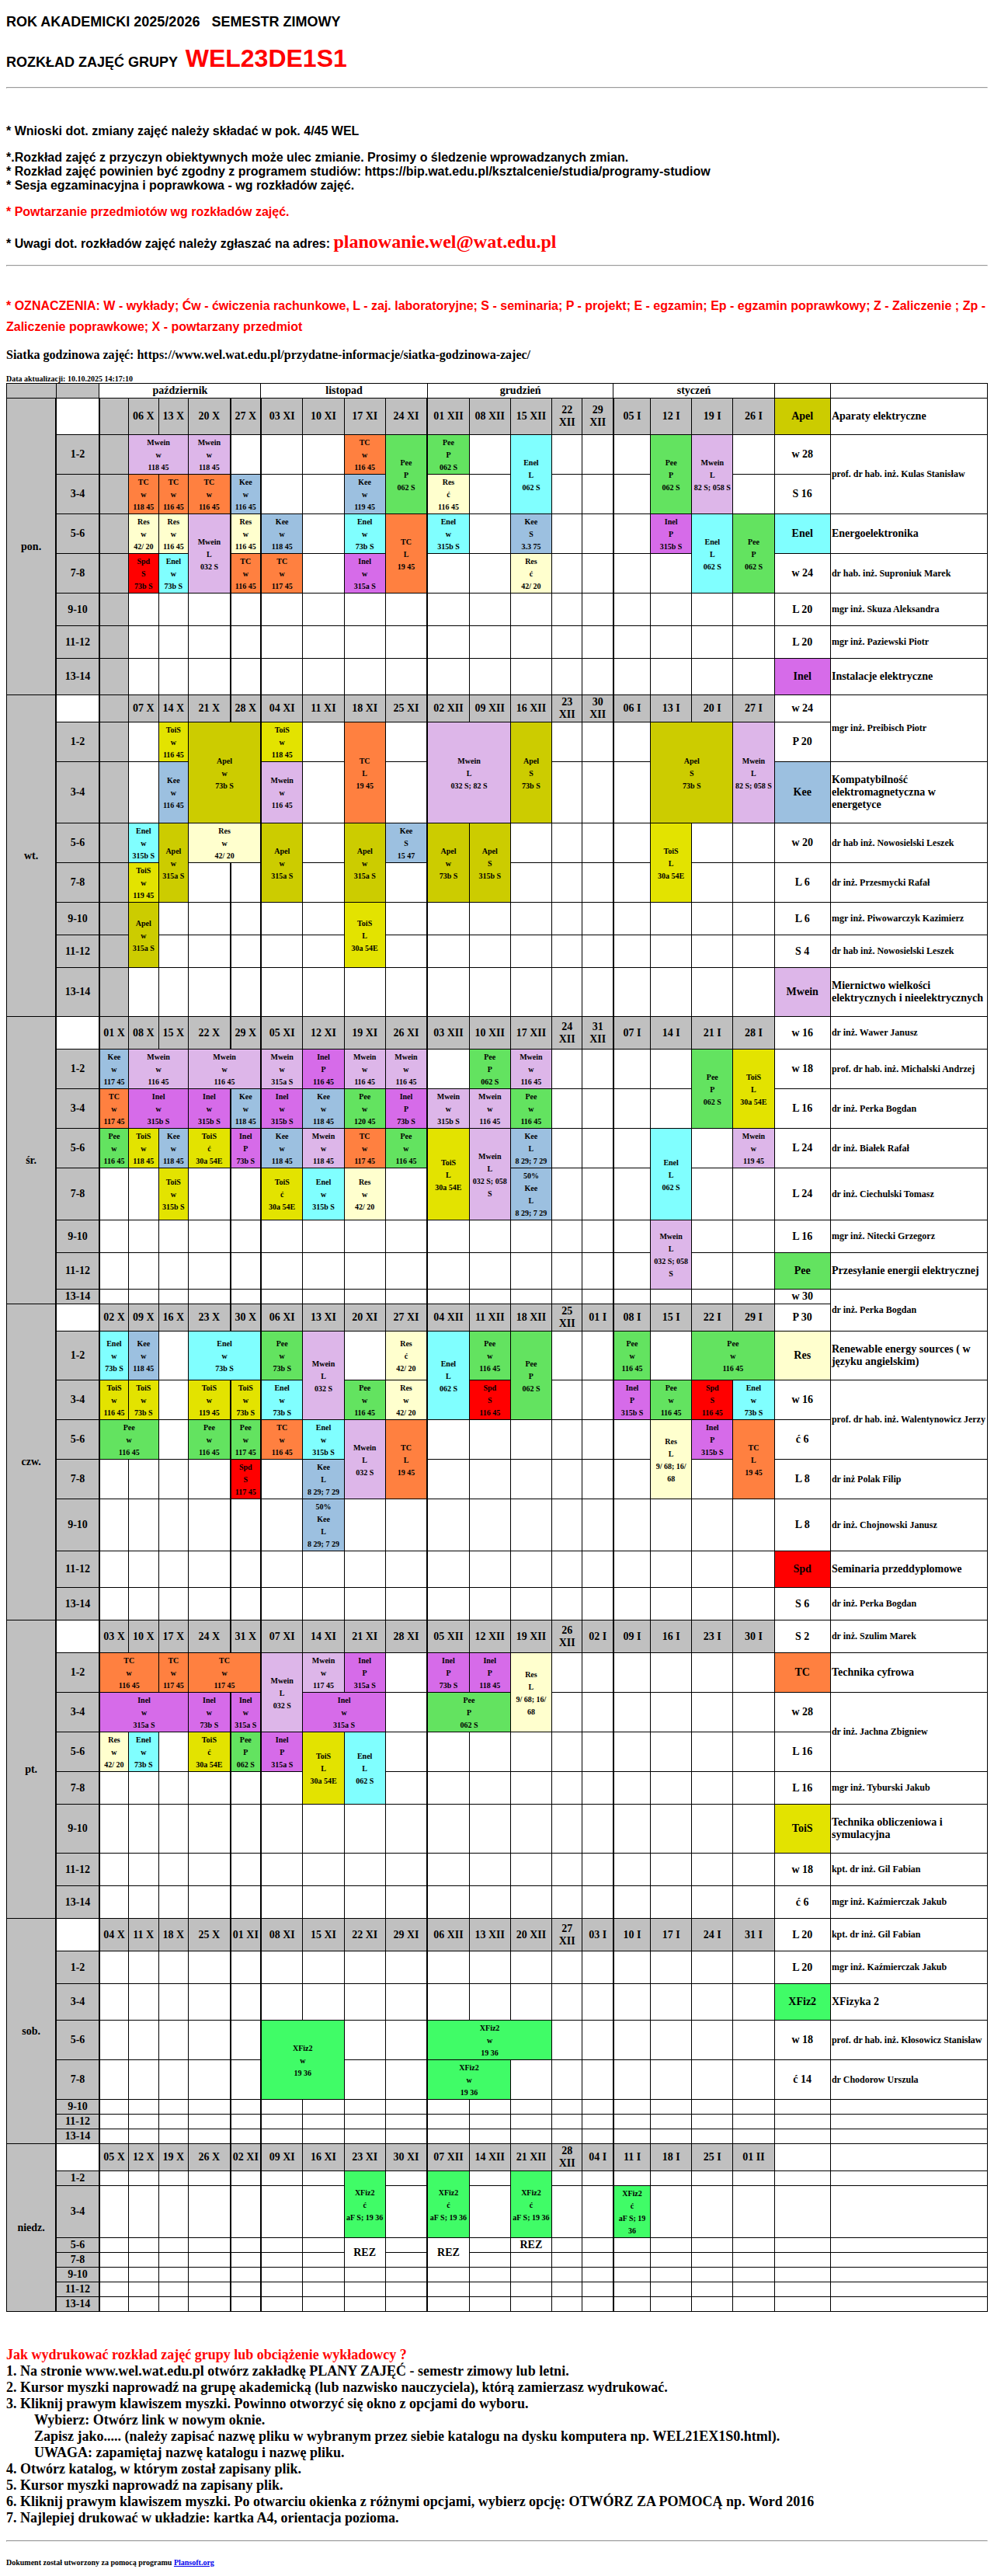 ROK AKADEMICKI 2025/2026 SEMESTR ZIMOWY
ROZKŁAD ZAJĘĆ GRUPY WEL23DE1S1
* Wnioski dot. zmiany zajęć należy składać w pok. 4/45 WEL
*.Rozkład zajęć z przyczyn obiektywnych może ulec zmianie. Prosimy o śledzenie wprowadzanych zmian.
* Rozkład zajęć powinien być zgodny z programem studiów: https://bip.wat.edu.pl/ksztalcenie/studia/programy-studiow
* Sesja egzaminacyjna i poprawkowa - wg rozkładów zajęć.
* Powtarzanie przedmiotów wg rozkładów zajęć.
* Uwagi dot. rozkładów zajęć należy zgłaszać na adres: planowanie.wel@wat.edu.pl
* OZNACZENIA: W - wykłady; Ćw - ćwiczenia rachunkowe, L - zaj. laboratoryjne; S - seminaria; P - projekt; E - egzamin; Ep - egzamin poprawkowy; Z - Zaliczenie ; Zp -
Zaliczenie poprawkowe; X - powtarzany przedmiot
Siatka godzinowa zajęć: https://www.wel.wat.edu.pl/przydatne-informacje/siatka-godzinowa-zajec/
Data aktualizacji: 10.10.2025 14:17:10
październik listopad grudzień styczeń
pon. 06 X 13 X 20 X 27 X 03 XI 10 XI 17 XI 24 XI 01 XII 08 XII 15 XII 22 XII 29 XII 05 I 12 I 19 I 26 I Apel Aparaty elektryczne
1-2 Mwein w 118 45 Mwein w 118 45 TC w 116 45 Pee P 062 S Pee P 062 S Enel L 062 S Pee P 062 S Mwein L 82 S; 058 S w 28 prof. dr hab. inż. Kulas Stanisław
3-4 TC w 118 45 TC w 116 45 TC w 116 45 Kee w 116 45 Kee w 119 45 Res ć 116 45 S 16
5-6 Res w 42/ 20 Res w 116 45 Mwein L 032 S Res w 116 45 Kee w 118 45 Enel w 73b S TC L 19 45 Enel w 315b S Kee S 3.3 75 Inel P 315b S Enel L 062 S Pee P 062 S Enel Energoelektronika
7-8 Spd S 73b S Enel w 73b S TC w 116 45 TC w 117 45 Inel w 315a S Res ć 42/ 20 w 24 dr hab. inż. Suproniuk Marek
9-10 L 20 mgr inż. Skuza Aleksandra
11-12 L 20 mgr inż. Paziewski Piotr
13-14 Inel Instalacje elektryczne
wt. 07 X 14 X 21 X 28 X 04 XI 11 XI 18 XI 25 XI 02 XII 09 XII 16 XII 23 XII 30 XII 06 I 13 I 20 I 27 I w 24 mgr inż. Preibisch Piotr
1-2 ToiS w 116 45 Apel w 73b S ToiS w 118 45 TC L 19 45 Mwein L 032 S; 82 S Apel S 73b S Apel S 73b S Mwein L 82 S; 058 S P 20
3-4 Kee w 116 45 Mwein w 116 45 Kee Kompatybilność elektromagnetyczna w energetyce
5-6 Enel w 315b S Apel w 315a S Res w 42/ 20 Apel w 315a S Apel w 315a S Kee S 15 47 Apel w 73b S Apel S 315b S ToiS L 30a 54E w 20 dr hab inż. Nowosielski Leszek
7-8 ToiS w 119 45 L 6 dr inż. Przesmycki Rafał
9-10 Apel w 315a S ToiS L 30a 54E L 6 mgr inż. Piwowarczyk Kazimierz
11-12 S 4 dr hab inż. Nowosielski Leszek
13-14 Mwein Miernictwo wielkości elektrycznych i nieelektrycznych
śr. 01 X 08 X 15 X 22 X 29 X 05 XI 12 XI 19 XI 26 XI 03 XII 10 XII 17 XII 24 XII 31 XII 07 I 14 I 21 I 28 I w 16 dr inż. Wawer Janusz
1-2 Kee w 117 45 Mwein w 116 45 Mwein w 116 45 Mwein w 315a S Inel P 116 45 Mwein w 116 45 Mwein w 116 45 Pee P 062 S Mwein w 116 45 Pee P 062 S ToiS L 30a 54E w 18 prof. dr hab. inż. Michalski Andrzej
3-4 TC w 117 45 Inel w 315b S Inel w 315b S Kee w 118 45 Inel w 315b S Kee w 118 45 Pee w 120 45 Inel P 73b S Mwein w 315b S Mwein w 116 45 Pee w 116 45 L 16 dr inż. Perka Bogdan
5-6 Pee w 116 45 ToiS w 118 45 Kee w 118 45 ToiS ć 30a 54E Inel P 73b S Kee w 118 45 Mwein w 118 45 TC w 117 45 Pee w 116 45 ToiS L 30a 54E Mwein L 032 S; 058 S Kee L 8 29; 7 29 Enel L 062 S Mwein w 119 45 L 24 dr inż. Białek Rafał
7-8 ToiS w 315b S ToiS ć 30a 54E Enel w 315b S Res w 42/ 20 50% Kee L 8 29; 7 29 L 24 dr inż. Ciechulski Tomasz
9-10 Mwein L 032 S; 058 S L 16 mgr inż. Nitecki Grzegorz
11-12 Pee Przesyłanie energii elektrycznej
13-14 w 30 dr inż. Perka Bogdan
czw. 02 X 09 X 16 X 23 X 30 X 06 XI 13 XI 20 XI 27 XI 04 XII 11 XII 18 XII 25 XII 01 I 08 I 15 I 22 I 29 I P 30
1-2 Enel w 73b S Kee w 118 45 Enel w 73b S Pee w 73b S Mwein L 032 S Res ć 42/ 20 Enel L 062 S Pee w 116 45 Pee P 062 S Pee w 116 45 Pee w 116 45 Res Renewable energy sources ( w języku angielskim)
3-4 ToiS w 116 45 ToiS w 73b S ToiS w 119 45 ToiS w 73b S Enel w 73b S Pee w 116 45 Res w 42/ 20 Spd S 116 45 Inel P 315b S Pee w 116 45 Spd S 116 45 Enel w 73b S w 16 prof. dr hab. inż. Walentynowicz Jerzy
5-6 Pee w 116 45 Pee w 116 45 Pee w 117 45 TC w 116 45 Enel w 315b S Mwein L 032 S TC L 19 45 Res L 9/ 68; 16/ 68 Inel P 315b S TC L 19 45 ć 6
7-8 Spd S 117 45 Kee L 8 29; 7 29 L 8 dr inż Polak Filip
9-10 50% Kee L 8 29; 7 29 L 8 dr inż. Chojnowski Janusz
11-12 Spd Seminaria przeddyplomowe
13-14 S 6 dr inż. Perka Bogdan
pt. 03 X 10 X 17 X 24 X 31 X 07 XI 14 XI 21 XI 28 XI 05 XII 12 XII 19 XII 26 XII 02 I 09 I 16 I 23 I 30 I S 2 dr inż. Szulim Marek
1-2 TC w 116 45 TC w 117 45 TC w 117 45 Mwein L 032 S Mwein w 117 45 Inel P 315a S Inel P 73b S Inel P 118 45 Res L 9/ 68; 16/ 68 TC Technika cyfrowa
3-4 Inel w 315a S Inel w 73b S Inel w 315a S Inel w 315a S Pee P 062 S w 28 dr inż. Jachna Zbigniew
5-6 Res w 42/ 20 Enel w 73b S ToiS ć 30a 54E Pee P 062 S Inel P 315a S ToiS L 30a 54E Enel L 062 S L 16
7-8 L 16 mgr inż. Tyburski Jakub
9-10 ToiS Technika obliczeniowa i symulacyjna
11-12 w 18 kpt. dr inż. Gil Fabian
13-14 ć 6 mgr inż. Kaźmierczak Jakub
sob. 04 X 11 X 18 X 25 X 01 XI 08 XI 15 XI 22 XI 29 XI 06 XII 13 XII 20 XII 27 XII 03 I 10 I 17 I 24 I 31 I L 20 kpt. dr inż. Gil Fabian
1-2 L 20 mgr inż. Kaźmierczak Jakub
3-4 XFiz2 XFizyka 2
5-6 XFiz2 w 19 36 XFiz2 w 19 36 w 18 prof. dr hab. inż. Kłosowicz Stanisław
7-8 XFiz2 w 19 36 ć 14 dr Chodorow Urszula
9-10
11-12
13-14
niedz. 05 X 12 X 19 X 26 X 02 XI 09 XI 16 XI 23 XI 30 XI 07 XII 14 XII 21 XII 28 XII 04 I 11 I 18 I 25 I 01 II
1-2 XFiz2 ć aF S; 19 36 XFiz2 ć aF S; 19 36 XFiz2 ć aF S; 19 36
3-4 XFiz2 ć aF S; 19 36
5-6 REZ REZ REZ
7-8
9-10
11-12
13-14
Jak wydrukować rozkład zajęć grupy lub obciążenie wykładowcy ?
1. Na stronie www.wel.wat.edu.pl otwórz zakładkę PLANY ZAJĘĆ - semestr zimowy lub letni.
2. Kursor myszki naprowadź na grupę akademicką (lub nazwisko nauczyciela), którą zamierzasz wydrukować.
3. Kliknij prawym klawiszem myszki. Powinno otworzyć się okno z opcjami do wyboru.
Wybierz: Otwórz link w nowym oknie.
Zapisz jako..... (należy zapisać nazwę pliku w wybranym przez siebie katalogu na dysku komputera np. WEL21EX1S0.html).
UWAGA: zapamiętaj nazwę katalogu i nazwę pliku.
4. Otwórz katalog, w którym został zapisany plik.
5. Kursor myszki naprowadź na zapisany plik.
6. Kliknij prawym klawiszem myszki. Po otwarciu okienka z różnymi opcjami, wybierz opcję: OTWÓRZ ZA POMOCĄ np. Word 2016
7. Najlepiej drukować w układzie: kartka A4, orientacja pozioma.
Dokument został utworzony za pomocą programu Plansoft.org